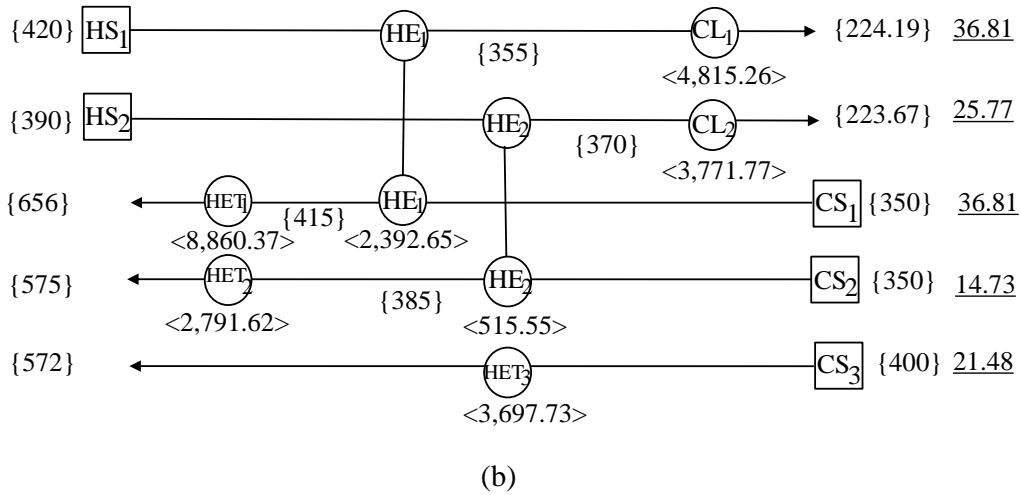 {420} HS1 HE1 {355} CL1 {224.19} 36.81
<4,815.26>
{390} HS2 HE2 {370} CL2 {223.67} 25.77
<3,771.77>
{656} HET1 {415} HE1 CS1 {350} 36.81
<8,860.37> <2,392.65>
{575} HET2 {385} HE2 CS2 {350} 14.73
<2,791.62> <515.55>
{572} HET3 CS3 {400} 21.48
<3,697.73>
(b)